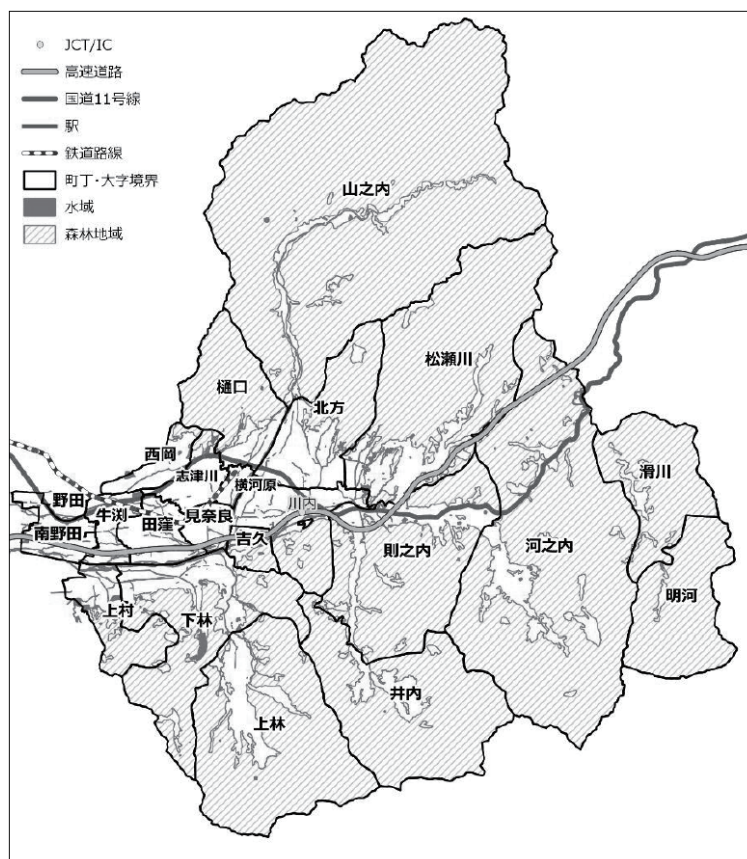 JCT/IC
高速道路
国道11号線
駅
鉄道路線
町丁・大字境界
水域
森林地域
山之内
松瀬川
樋口
北方
西岡
滑川
志津川
横河原
野田
川内
牛渕
見奈良
田窪
南野田
吉久
則之内
河之内
明河
上村
下林
井内
上林